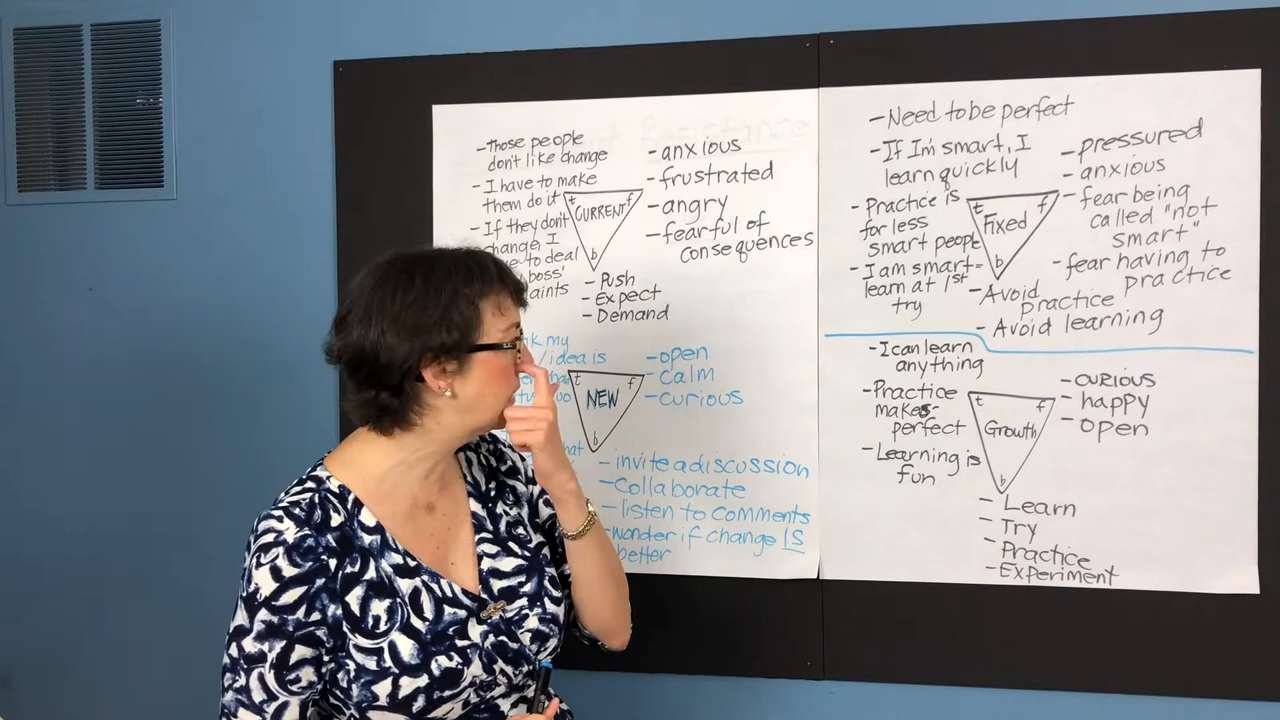 -those people
don't like change
-I have to make
them do it
-If they don't
change, I
to deal
boss'
-anxious
-frustrated
-angry
-fearful of
consequences
t f
CURRENT
b
-Push
-Expect
-Demand
my
/idea is
-open
-calm
-curious
t f
NEW
b
-invite a discussion
-Collaborate
-listen to comments
-wonder if change IS
better
-Need to be perfect
-If I'm smart, I
learn quickly
-Practice is
for less
smart people
-I am smart=
learn at 1st
try
-pressured
-anxious
-fear being
called "not
smart"
-fear having to
practice
t f
Fixed
b
-Avoid
practice
-Avoid learning
-I can learn
anything
-Practice
makes
perfect
-Learning is
fun
-curious
-happy
-open
t f
Growth
b
-Learn
-Try
-Practice
-Experiment